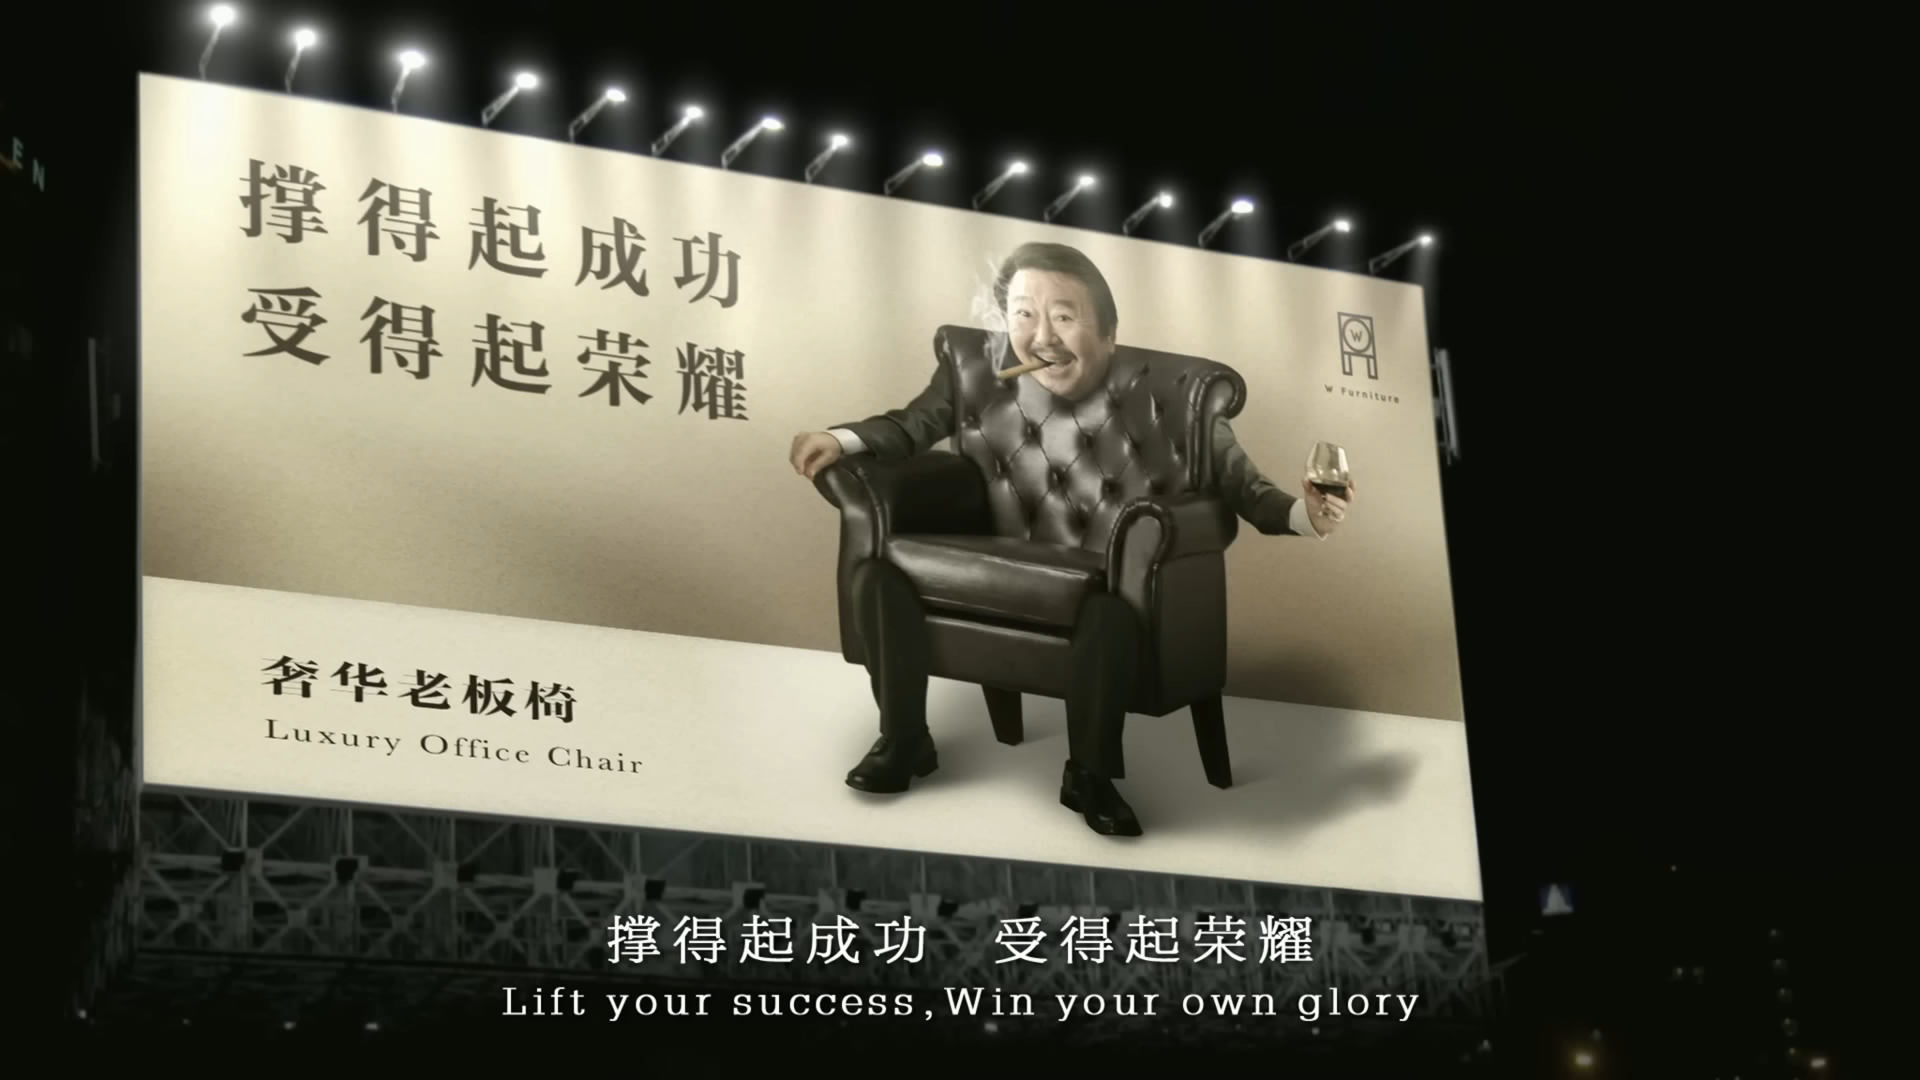 EN
撑得起成功
受得起荣耀
W
W Furniture
奢华老板椅
Luxury Office Chair
撑得起成功 受得起荣耀
Lift your success,Win your own glory